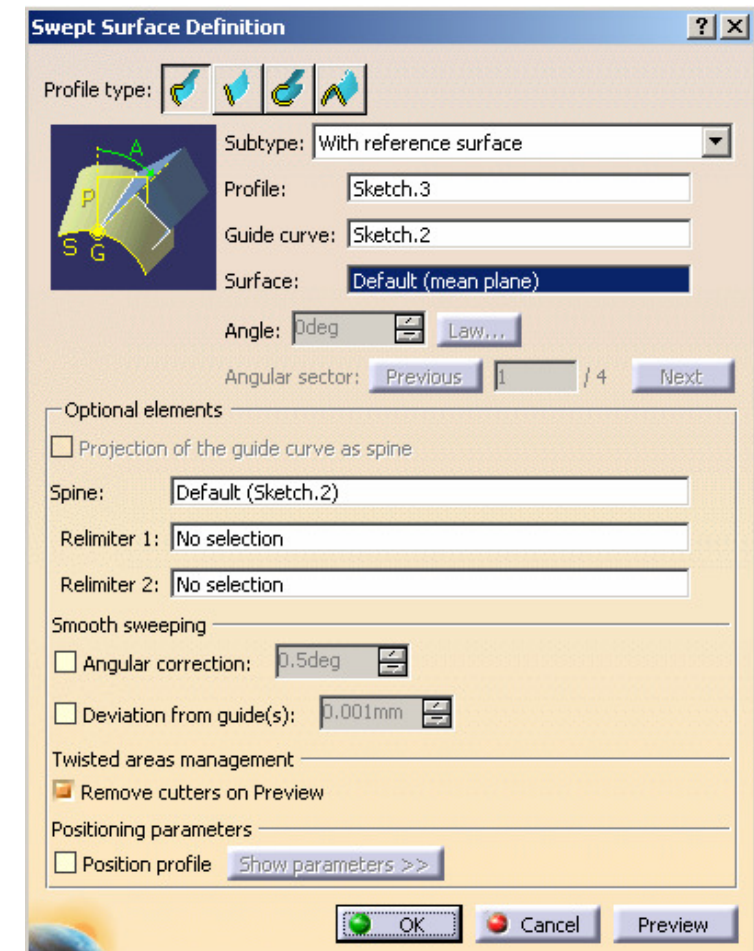 Swept Surface Definition
Profile type:
Subtype: With reference surface
A
P
S G
Profile: Sketch.3
Guide curve: Sketch.2
Surface: Default (mean plane)
Angle: 0deg Law...
Angular sector: Previous 1 / 4 Next
Optional elements
Projection of the guide curve as spine
Spine: Default (Sketch.2)
Relimiter 1: No selection
Relimiter 2: No selection
Smooth sweeping
Angular correction: 0.5deg
Deviation from guide(s): 0.001mm
Twisted areas management
Remove cutters on Preview
Positioning parameters
Position profile Show parameters >>
OK Cancel Preview